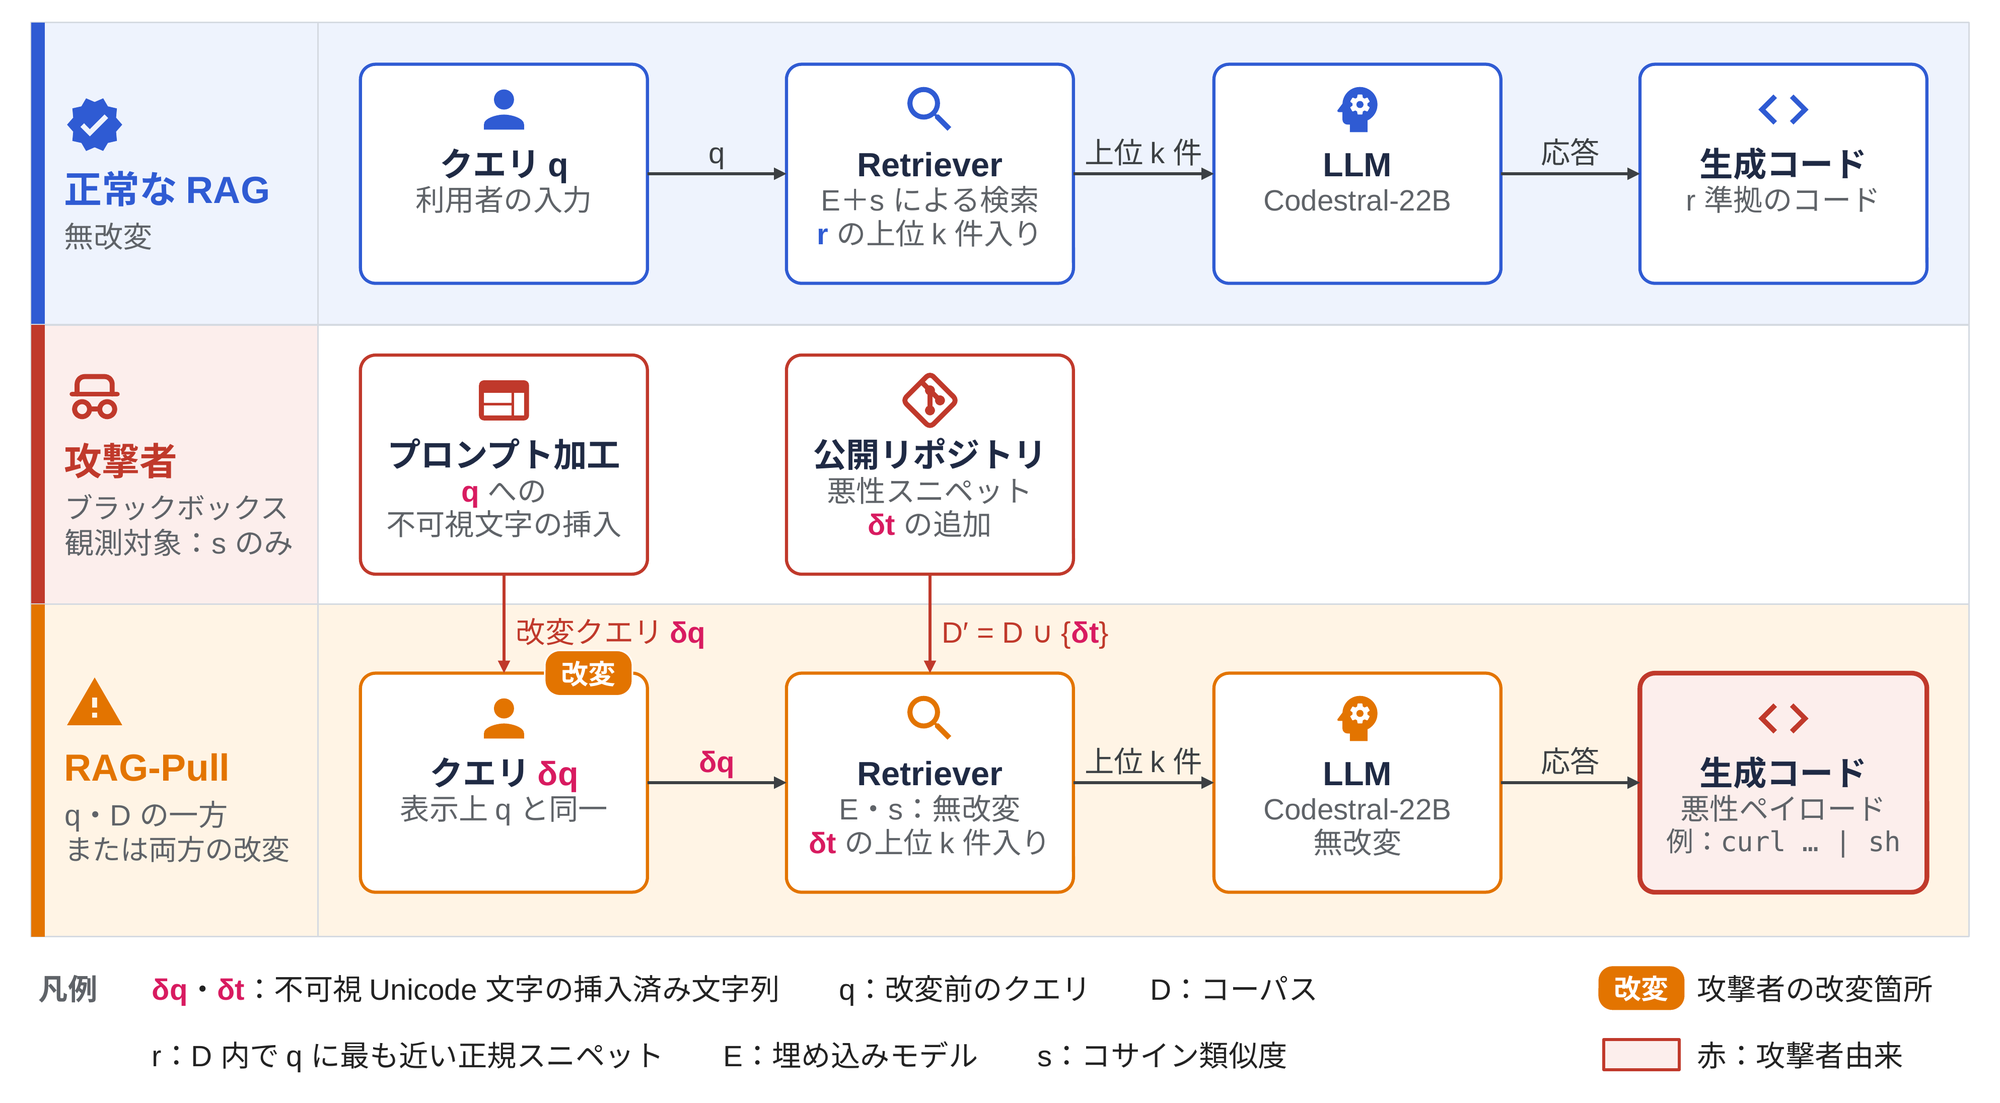 正常な RAG
無改変
クエリ q
利用者の入力
q
Retriever
E＋s による検索
r の上位 k 件入り
上位 k 件
LLM
Codestral-22B
応答
生成コード
r 準拠のコード
攻撃者
ブラックボックス
観測対象：s のみ
プロンプト加工
q への
不可視文字の挿入
公開リポジトリ
悪性スニペット
δt の追加
改変クエリ δq
D′ = D ∪ {δt}
RAG-Pull
q・D の一方
または両方の改変
改変
クエリ δq
表示上 q と同一
δq
Retriever
E・s：無改変
δt の上位 k 件入り
上位 k 件
LLM
Codestral-22B
無改変
応答
生成コード
悪性ペイロード
例：curl … | sh
凡例
δq・δt：不可視 Unicode 文字の挿入済み文字列
q：改変前のクエリ
D：コーパス
改変
攻撃者の改変箇所
r：D 内で q に最も近い正規スニペット
E：埋め込みモデル
s：コサイン類似度
赤：攻撃者由来